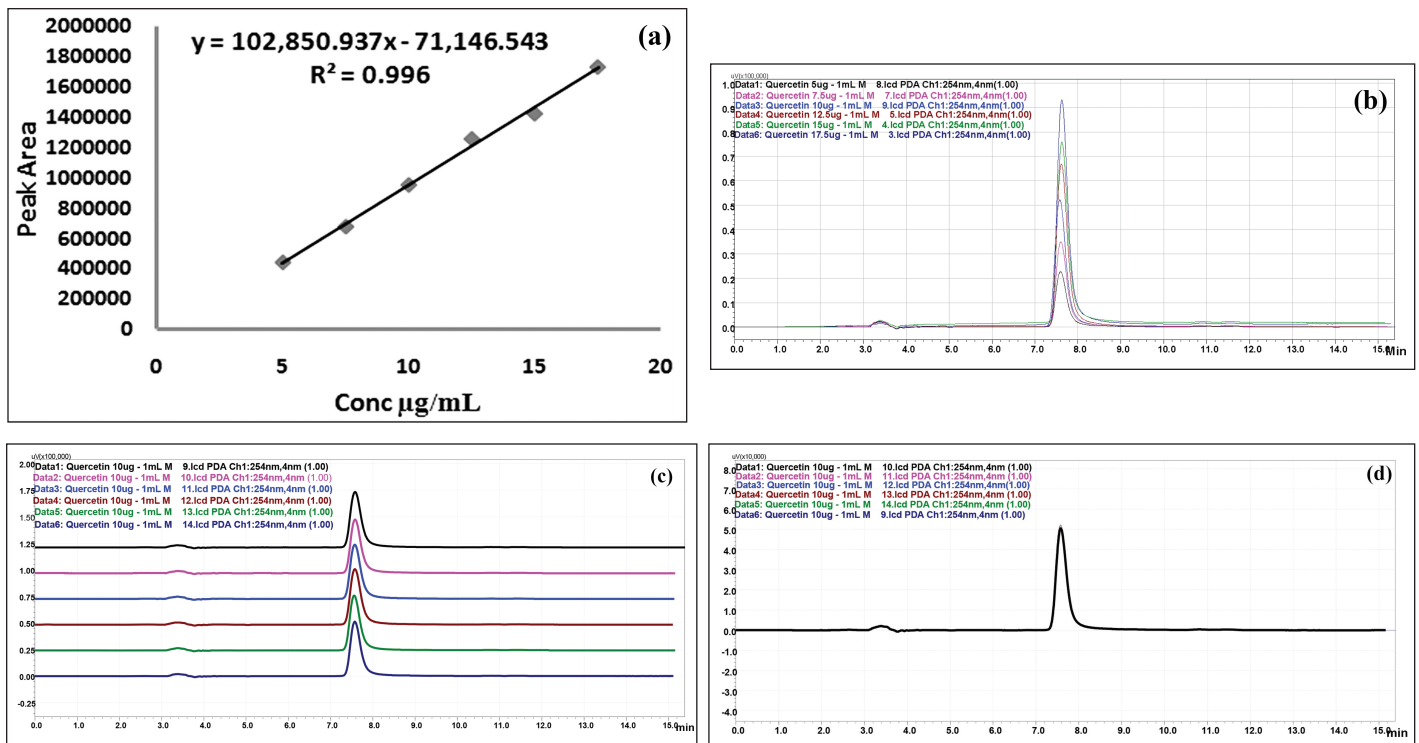 (a)
y = 102,850.937x - 71,146.543
R² = 0.996
Peak Area
2000000
1800000
1600000
1400000
1200000
1000000
800000
600000
400000
200000
0
0 5 10 15 20
Conc µg/mL
(b)
uV(x100,000)
Data1: Quercetin 5ug - 1mL M 8.lcd PDA Ch1:254nm,4nm(1.00)
Data2: Quercetin 7.5ug - 1mL M 7.lcd PDA Ch1:254nm,4nm(1.00)
Data3: Quercetin 10ug - 1mL M 9.lcd PDA Ch1:254nm,4nm(1.00)
Data4: Quercetin 12.5ug - 1mL M 5.lcd PDA Ch1:254nm,4nm(1.00)
Data5: Quercetin 15ug - 1mL M 4.lcd PDA Ch1:254nm,4nm(1.00)
Data6: Quercetin 17.5ug - 1mL M 3.lcd PDA Ch1:254nm,4nm(1.00)
1.0
0.9
0.8
0.7
0.6
0.5
0.4
0.3
0.2
0.1
0.0
0.0 1.0 2.0 3.0 4.0 5.0 6.0 7.0 8.0 9.0 10.0 11.0 12.0 13.0 14.0 15.0 Min
(c)
uV(x100,000)
Data1: Quercetin 10ug - 1mL M 9.lcd PDA Ch1:254nm,4nm (1.00)
Data2: Quercetin 10ug - 1mL M 10.lcd PDA Ch1:254nm,4nm (1.00)
Data3: Quercetin 10ug - 1mL M 11.lcd PDA Ch1:254nm,4nm (1.00)
Data4: Quercetin 10ug - 1mL M 12.lcd PDA Ch1:254nm,4nm (1.00)
Data5: Quercetin 10ug - 1mL M 13.lcd PDA Ch1:254nm,4nm (1.00)
Data6: Quercetin 10ug - 1mL M 14.lcd PDA Ch1:254nm,4nm (1.00)
2.00
1.75
1.50
1.25
1.00
0.75
0.50
0.25
0.00
-0.25
0.0 1.0 2.0 3.0 4.0 5.0 6.0 7.0 8.0 9.0 10.0 11.0 12.0 13.0 14.0 15.0 min
(d)
uV(x10,000)
Data1: Quercetin 10ug - 1mL M 10.lcd PDA Ch1:254nm,4nm (1.00)
Data2: Quercetin 10ug - 1mL M 11.lcd PDA Ch1:254nm,4nm (1.00)
Data3: Quercetin 10ug - 1mL M 12.lcd PDA Ch1:254nm,4nm (1.00)
Data4: Quercetin 10ug - 1mL M 13.lcd PDA Ch1:254nm,4nm (1.00)
Data5: Quercetin 10ug - 1mL M 14.lcd PDA Ch1:254nm,4nm (1.00)
Data6: Quercetin 10ug - 1mL M 9.lcd PDA Ch1:254nm,4nm (1.00)
8.0
7.0
6.0
5.0
4.0
3.0
2.0
1.0
0.0
-1.0
-2.0
-3.0
-4.0
0.0 1.0 2.0 3.0 4.0 5.0 6.0 7.0 8.0 9.0 10.0 11.0 12.0 13.0 14.0 15.0 min